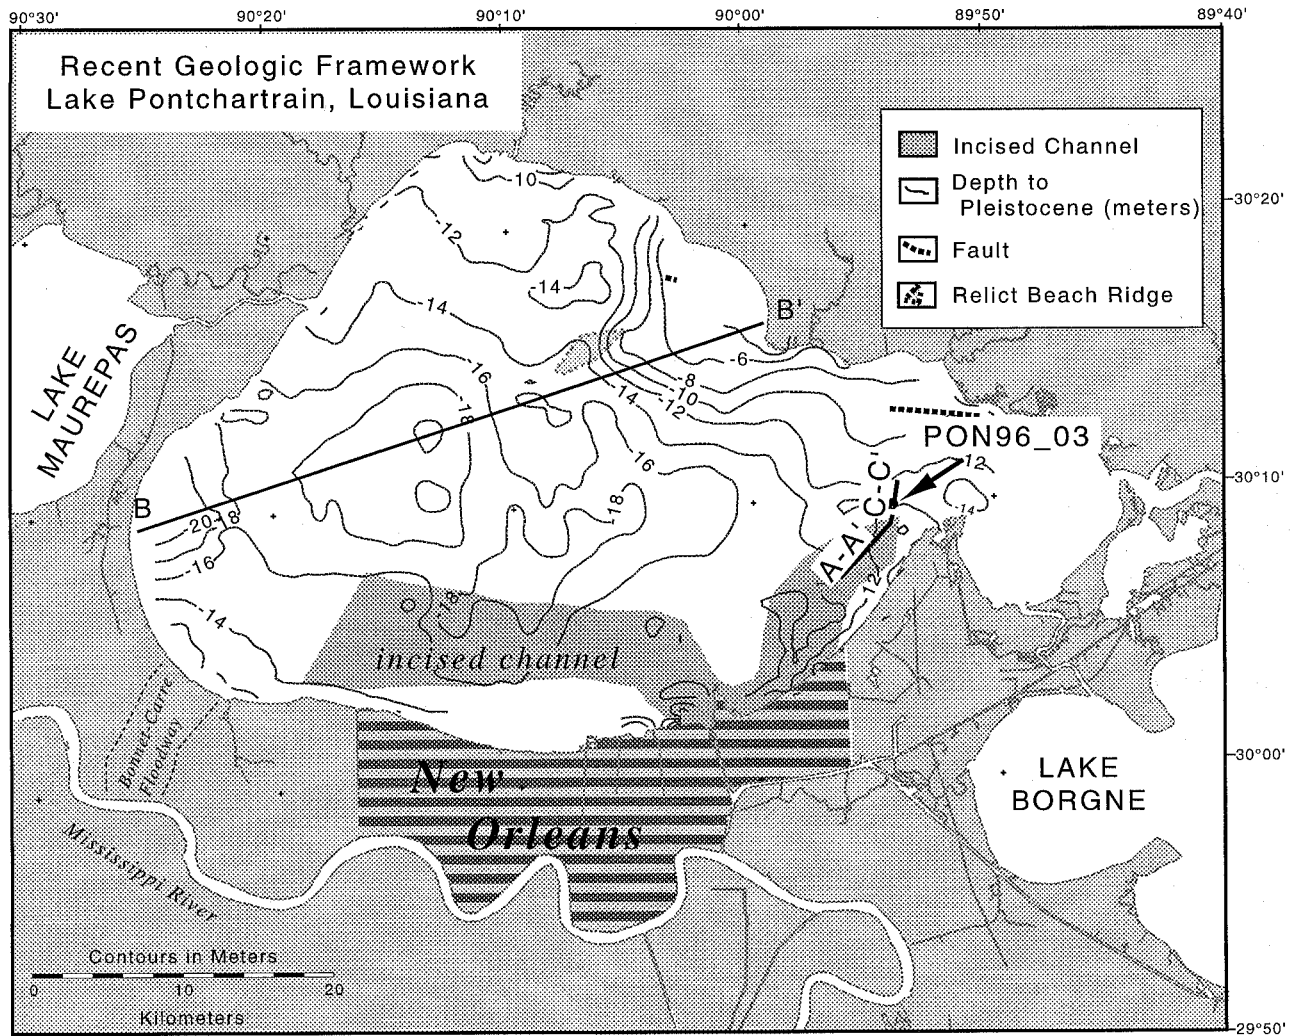 90°30' 90°20' 90°10' 90°00' 89°50' 89°40'
Recent Geologic Framework
Lake Pontchartrain, Louisiana
Incised Channel
Depth to
Pleistocene (meters)
Fault
Relict Beach Ridge
30°20'
30°10'
30°00'
29°50'
-10
-12
-14
-14
B'
-6
-16
-8
-10
-12
-14
-18
LAKE
MAUREPAS
PON96_03
-12
-16
C-C'
-14
B
-18
-20
-18
A-A'
-16
-12
-18
-14
incised channel
Bonnet Carre
Floodway
New
Orleans
LAKE
BORGNE
Mississippi River
Contours in Meters
0 10 20
Kilometers